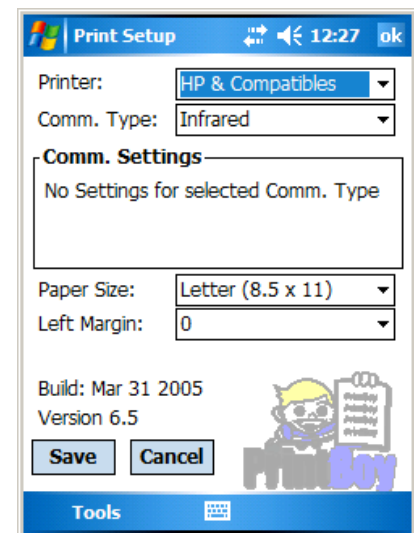 Print Setup 12:27 ok
Printer: HP & Compatibles
Comm. Type: Infrared
Comm. Settings
No Settings for selected Comm. Type
Paper Size: Letter (8.5 x 11)
Left Margin: 0
Build: Mar 31 2005
Version 6.5
Save Cancel
PrintBoy
Tools